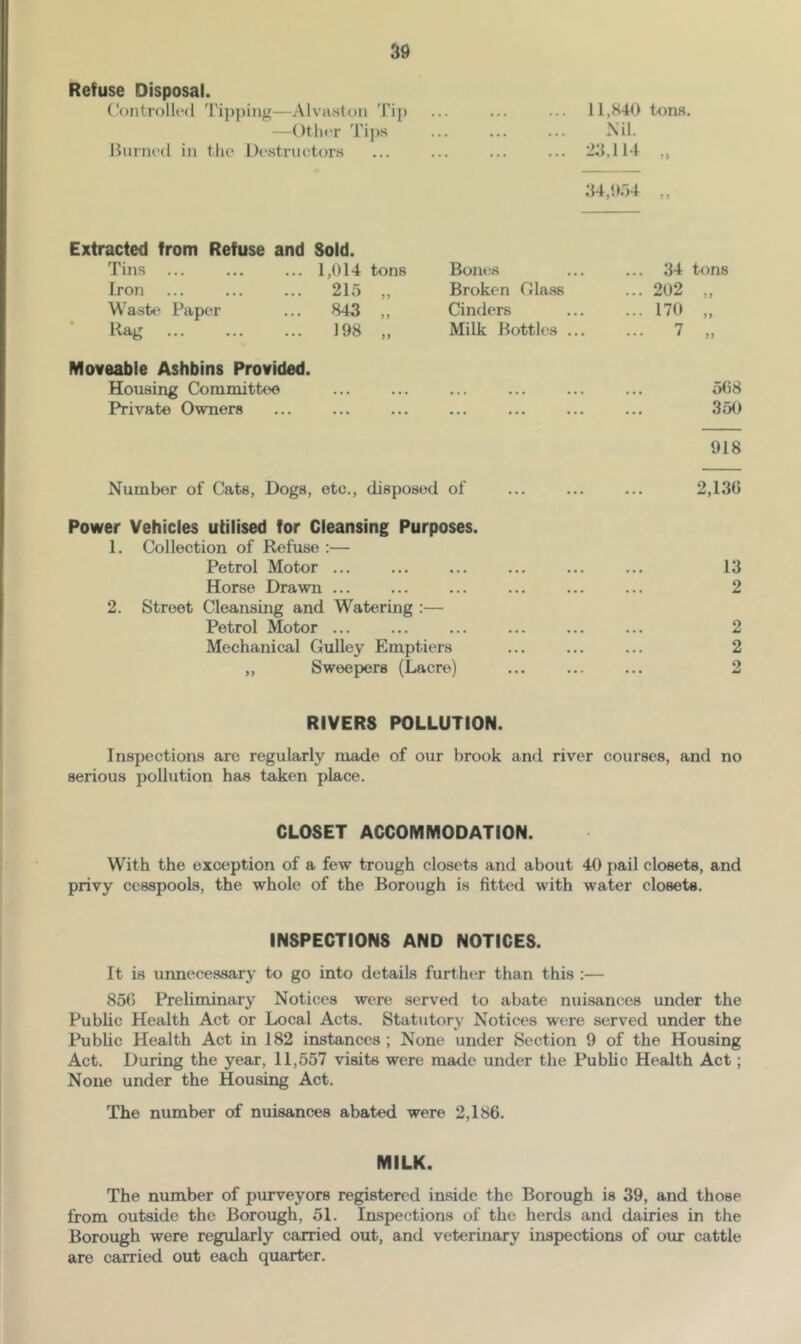 39
Refuse Disposal.
Controlled Tipping—Alvaston Tip ... ... ... 11,840 tons.
—Other Tips ... ... ... Nil.
Burned in the Destructors ... ... ... ... 23,114 „
34,954 „
Extracted from Refuse and Sold.
Tins ... ... ... 1,014 tons Bones ... ... 34 tons
Iron ... ... ... 215 „ Broken Glass ... 202 „
Waste Paper ... 843 „ Cinders ... ... 170 „
Rag ... ... ... 198 „ Milk Bottles ... ... 7 „
Moveable Ashbins Provided.
Housing Committee ... ... ... ... ... ... 568
Private Owners ... ... ... ... ... ... ... 350
918
Number of Cats, Dogs, etc., disposed of ... ... ... 2,136
Power Vehicles utilised for Cleansing Purposes.
1. Collection of Refuse :—
Petrol Motor ... ... ... ... ... ... 13
Horse Drawn ... ... ... ... ... ... 2
2. Street Cleansing and Watering :—
Petrol Motor ... ... ... ... ... ... 2
Mechanical Gulley Emptiers ... ... ... 2
„ Sweepers (Lacre) ... ... ... 2
RIVERS POLLUTION.
Inspections are regularly made of our brook and river courses, and no
serious pollution has taken place.
CLOSET ACCOMMODATION.
With the exception of a few trough closets and about 40 pail closets, and
privy cesspools, the whole of the Borough is fitted with water closets.
INSPECTIONS AND NOTICES.
It is unnecessary to go into details further than this :—
856 Preliminary Notices were served to abate nuisances under the
Public Health Act or Local Acts. Statutory Notices were served under the
Public Health Act in 182 instances ; None under Section 9 of the Housing
Act. During the year, 11,557 visits were made under the Public Health Act ;
None under the Housing Act.
The number of nuisances abated were 2,186.
MILK.
The number of purveyors registered inside the Borough is 39, and those
from outside the Borough, 51. Inspections of the herds and dairies in the
Borough were regularly carried out, and veterinary inspections of our cattle
are carried out each quarter.